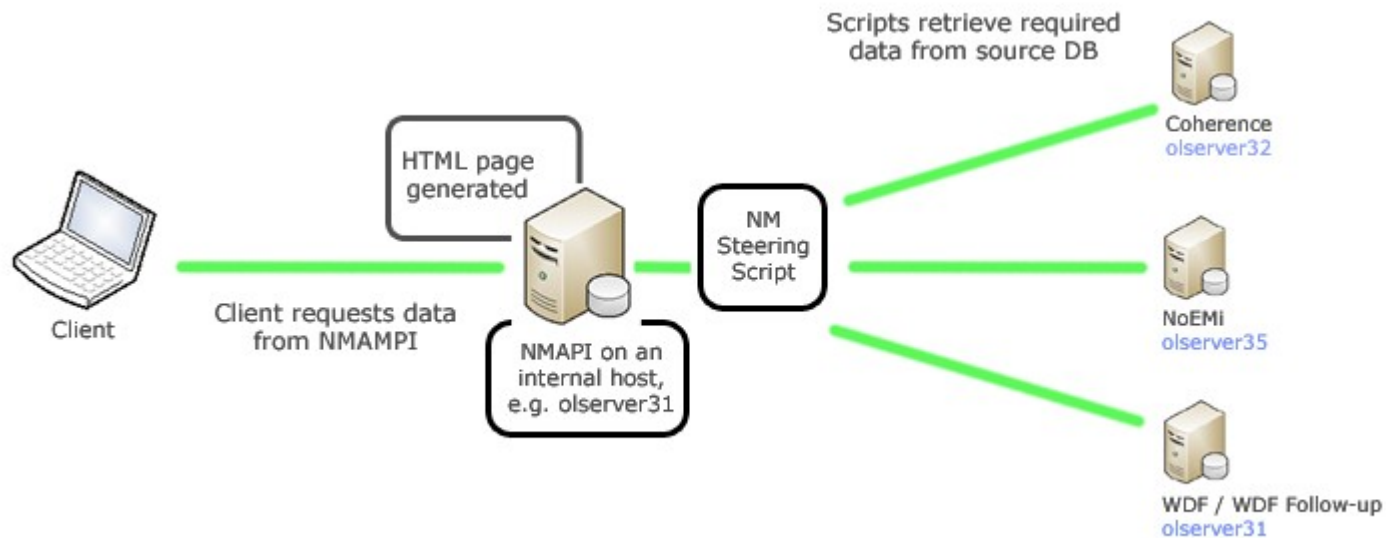 Scripts retrieve required
data from source DB
Coherence
olserver32
HTML page
generated
NM
Steering
Script
Client
Client requests data
from NMAMPI
NMAPI on an
internal host,
e.g. olserver31
NoEMi
olserver35
WDF / WDF Follow-up
olserver31